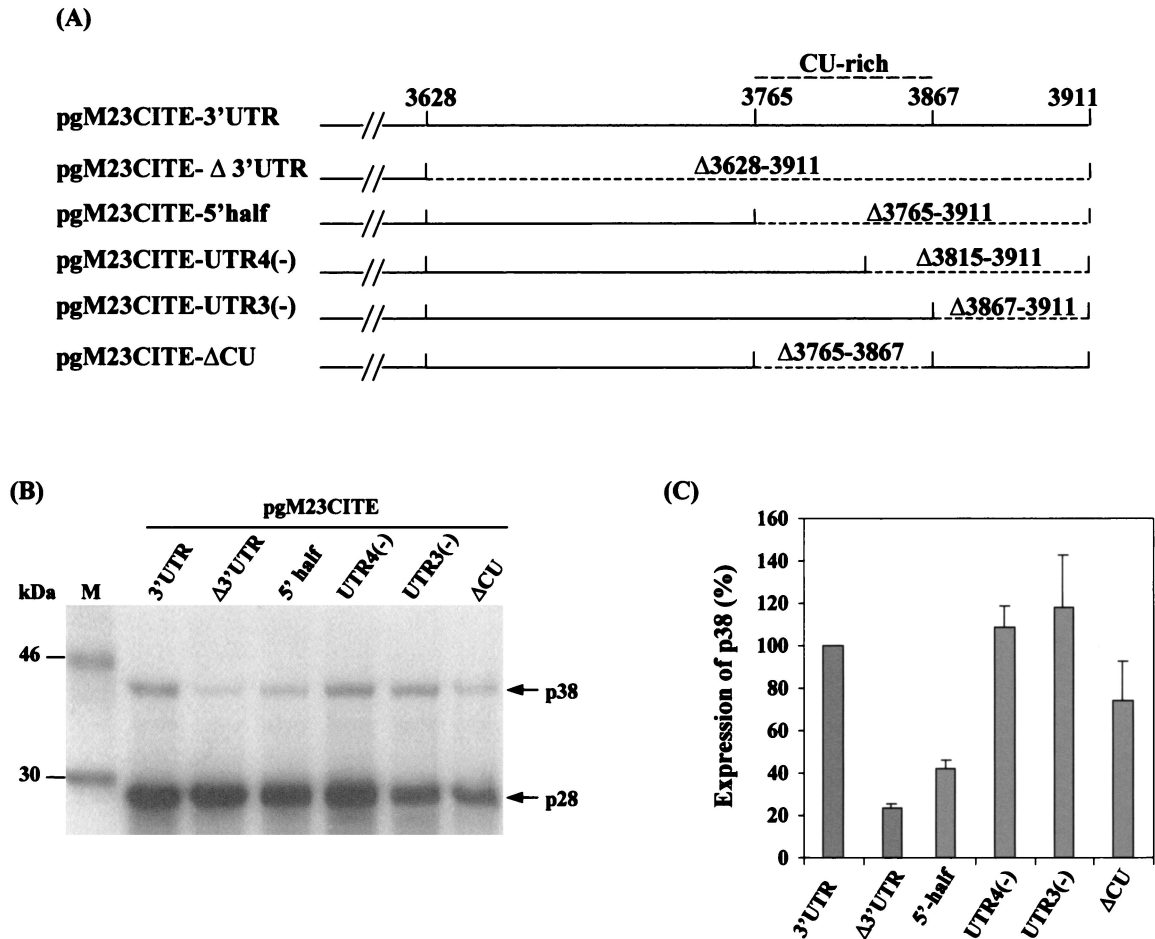 (A)
CU-rich
3628 3765 3867 3911
pgM23CITE-3’UTR
pgM23CITE- Δ 3’UTR Δ3628-3911
pgM23CITE-5’half Δ3765-3911
pgM23CITE-UTR4(-) Δ3815-3911
pgM23CITE-UTR3(-) Δ3867-3911
pgM23CITE-ΔCU Δ3765-3867
(B)
pgM23CITE
kDa M 3’UTR Δ3’UTR 5’ half UTR4(-) UTR3(-) ΔCU
46
p38
30
p28
(C)
Expression of p38 (%)
160
140
120
100
80
60
40
20
0
3’UTR Δ3’UTR 5’-half UTR4(-) UTR3(-) ΔCU